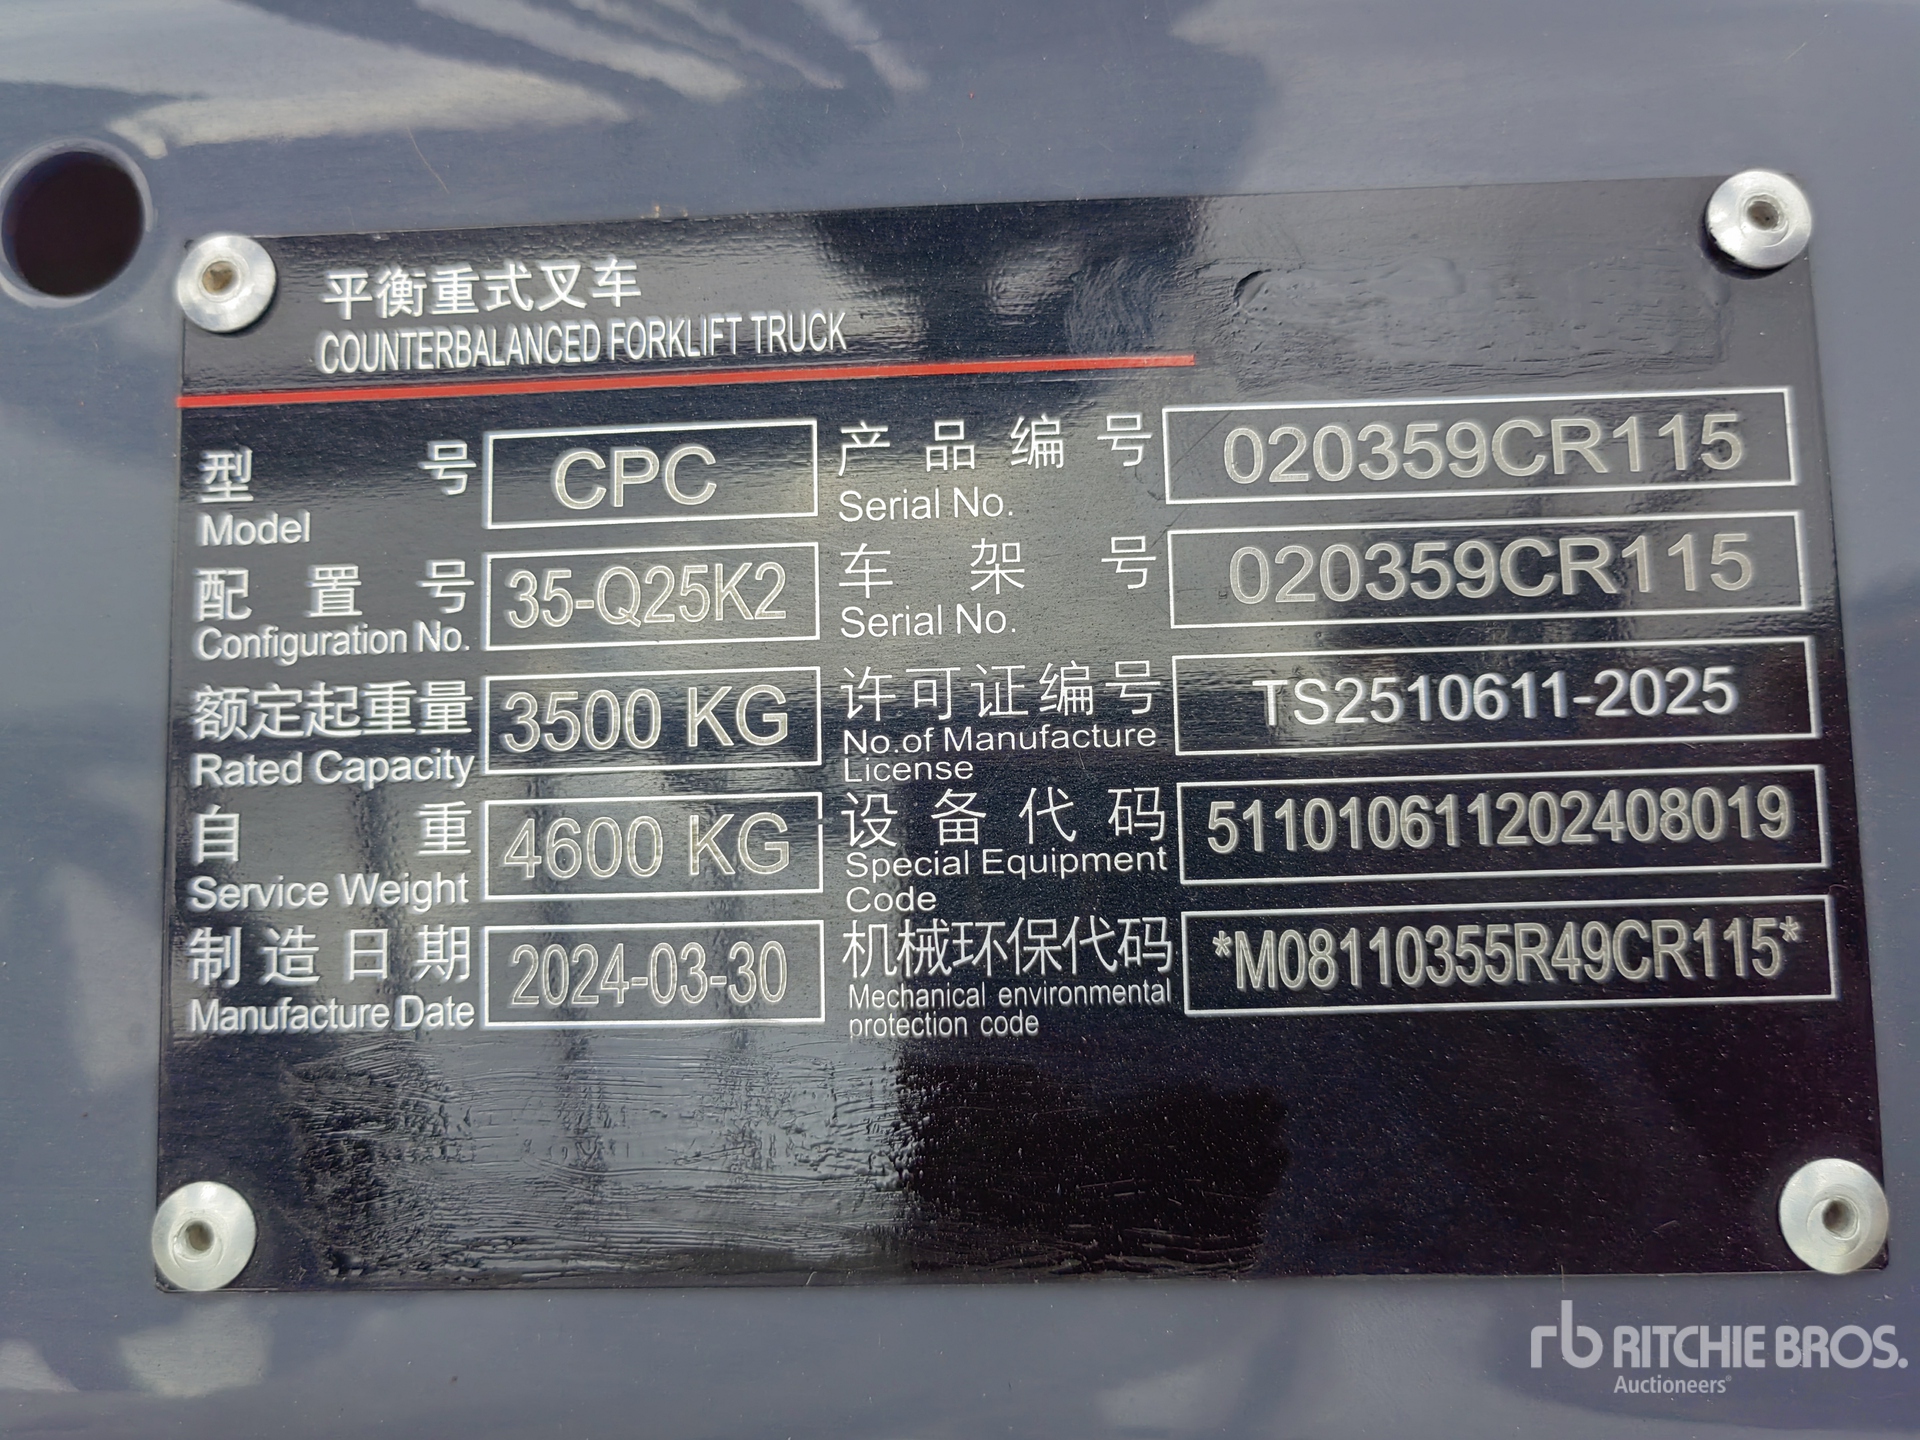 平衡重式叉车
COUNTERBALANCED FORKLIFT TRUCK
型 号 CPC 产品编号 020359CR115
Model Serial No.
配置号 35-Q25K2 车架号 020359CR115
Configuration No. Serial No.
额定起重量 3500 KG 许可证编号 TS2510611-2025
Rated Capacity No.of Manufacture License
自重 4600 KG 设备代码 511010611202408019
Service Weight Special Equipment Code
制造日期 2024-03-30 机械环保代码 *M08110355R49CR115*
Manufacture Date Mechanical environmental protection code
rb RITCHIE BROS.
Auctioneers